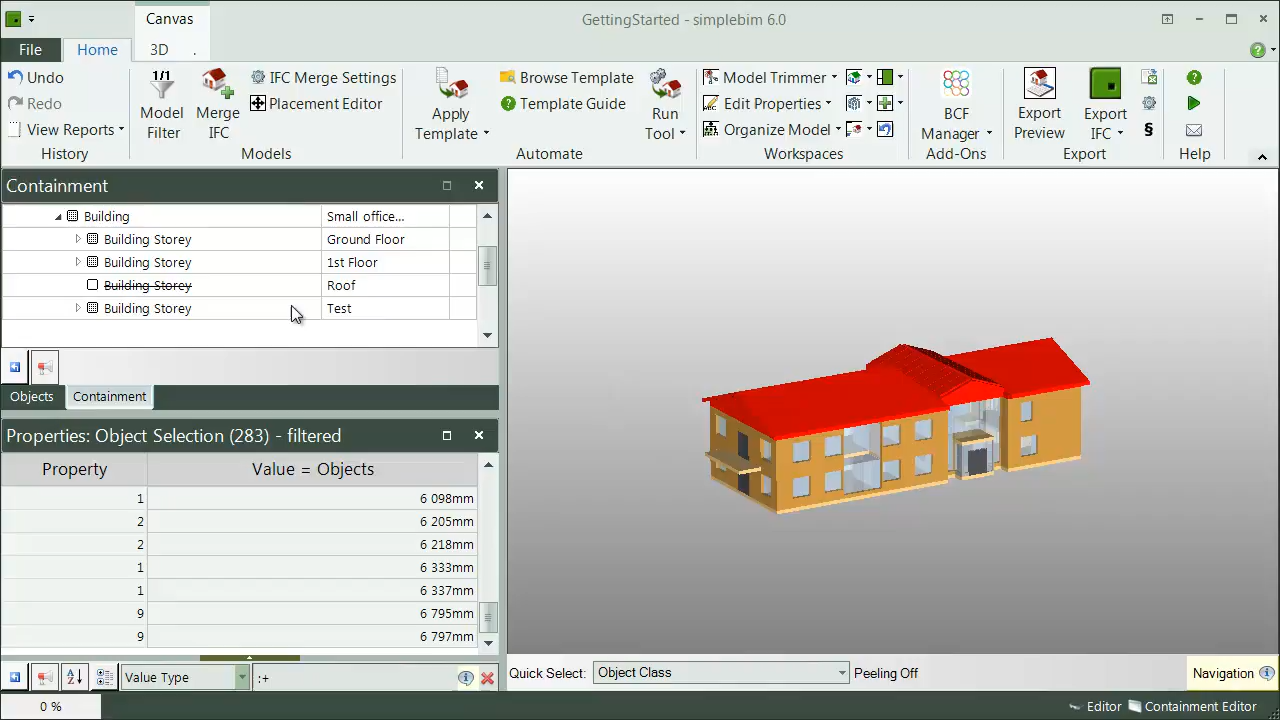 Canvas
GettingStarted - simplebim 6.0
File
Home
3D
Undo
Redo
View Reports
History
1/1
Model Filter
Merge IFC
IFC Merge Settings
Placement Editor
Models
Apply Template
Browse Template
Template Guide
Run Tool
Automate
Model Trimmer
Edit Properties
Organize Model
Workspaces
BCF Manager
Add-Ons
Export Preview
Export IFC
§
Export
Help
Containment
Building Small office...
Building Storey Ground Floor
Building Storey 1st Floor
Building Storey Roof
Building Storey Test
Objects
Containment
Properties: Object Selection (283) - filtered
Property Value = Objects
1 6 098mm
2 6 205mm
2 6 218mm
1 6 333mm
1 6 337mm
9 6 795mm
9 6 797mm
Value Type
:+
Quick Select:
Object Class
Peeling Off
Navigation
0 %
Editor
Containment Editor